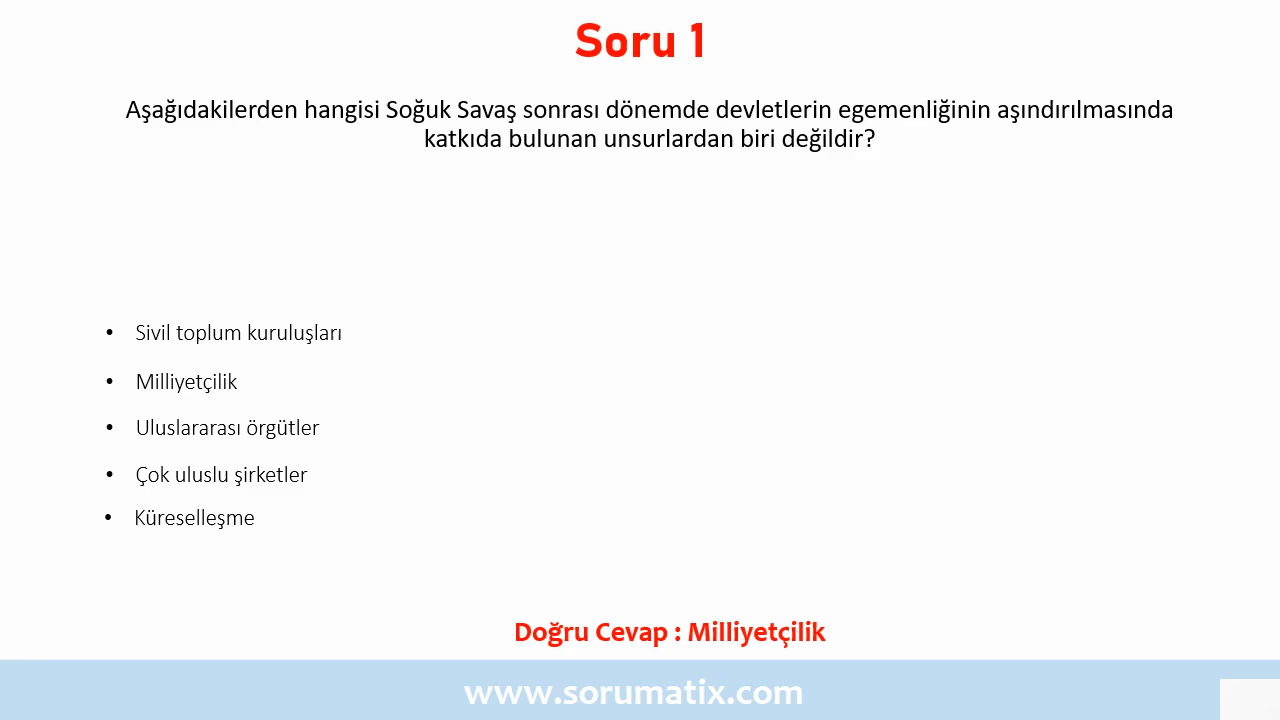 Soru 1
Aşağıdakilerden hangisi Soğuk Savaş sonrası dönemde devletlerin egemenliğinin aşındırılmasında
katkıda bulunan unsurlardan biri değildir?
• Sivil toplum kuruluşları
• Milliyetçilik
• Uluslararası örgütler
• Çok uluslu şirketler
• Küreselleşme
Doğru Cevap : Milliyetçilik
www.sorumatix.com